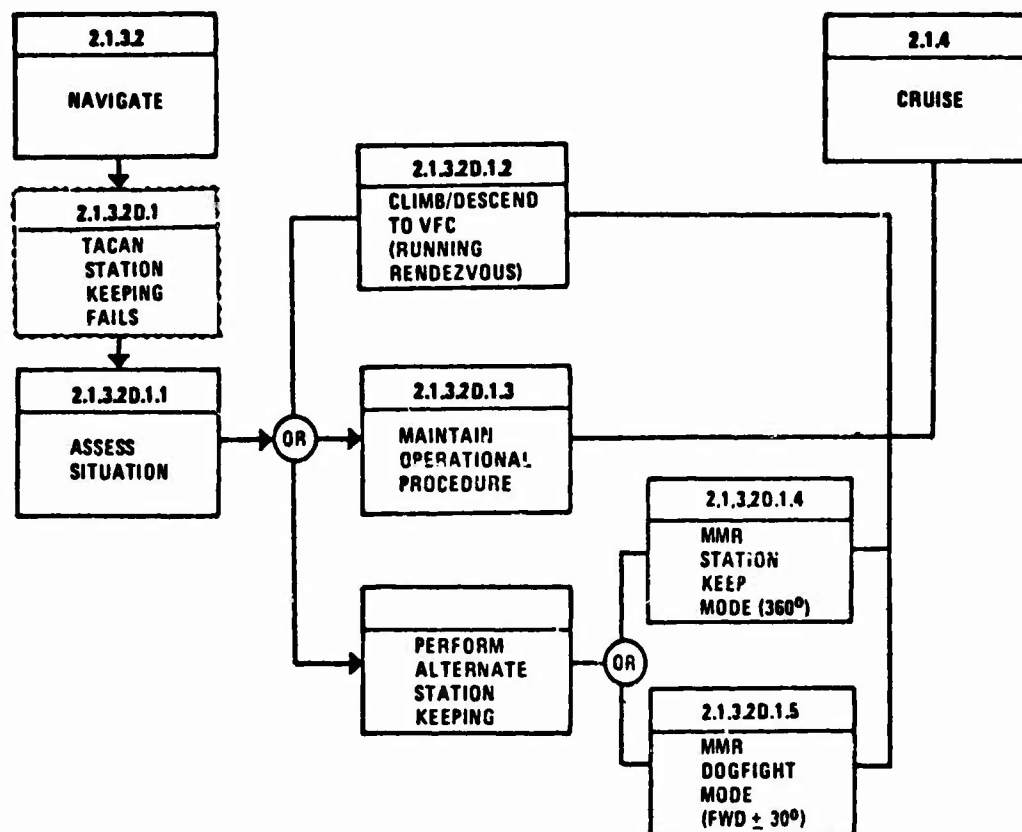 2.1.3.2
NAVIGATE
2.1.3.2D.1
TACAN
STATION
KEEPING
FAILS
2.1.3.2D.1.1
ASSESS
SITUATION
OR
2.1.3.2D.1.2
CLIMB/DESCEND
TO VFC
(RUNNING
RENDEZVOUS)
2.1.3.2D.1.3
MAINTAIN
OPERATIONAL
PROCEDURE
PERFORM
ALTERNATE
STATION
KEEPING
OR
2.1.3.2D.1.4
MMR
STATION
KEEP
MODE (360º)
2.1.3.2D.1.5
MMR
DOGFIGHT
MODE
(FWD ± 30º)
2.1.4
CRUISE